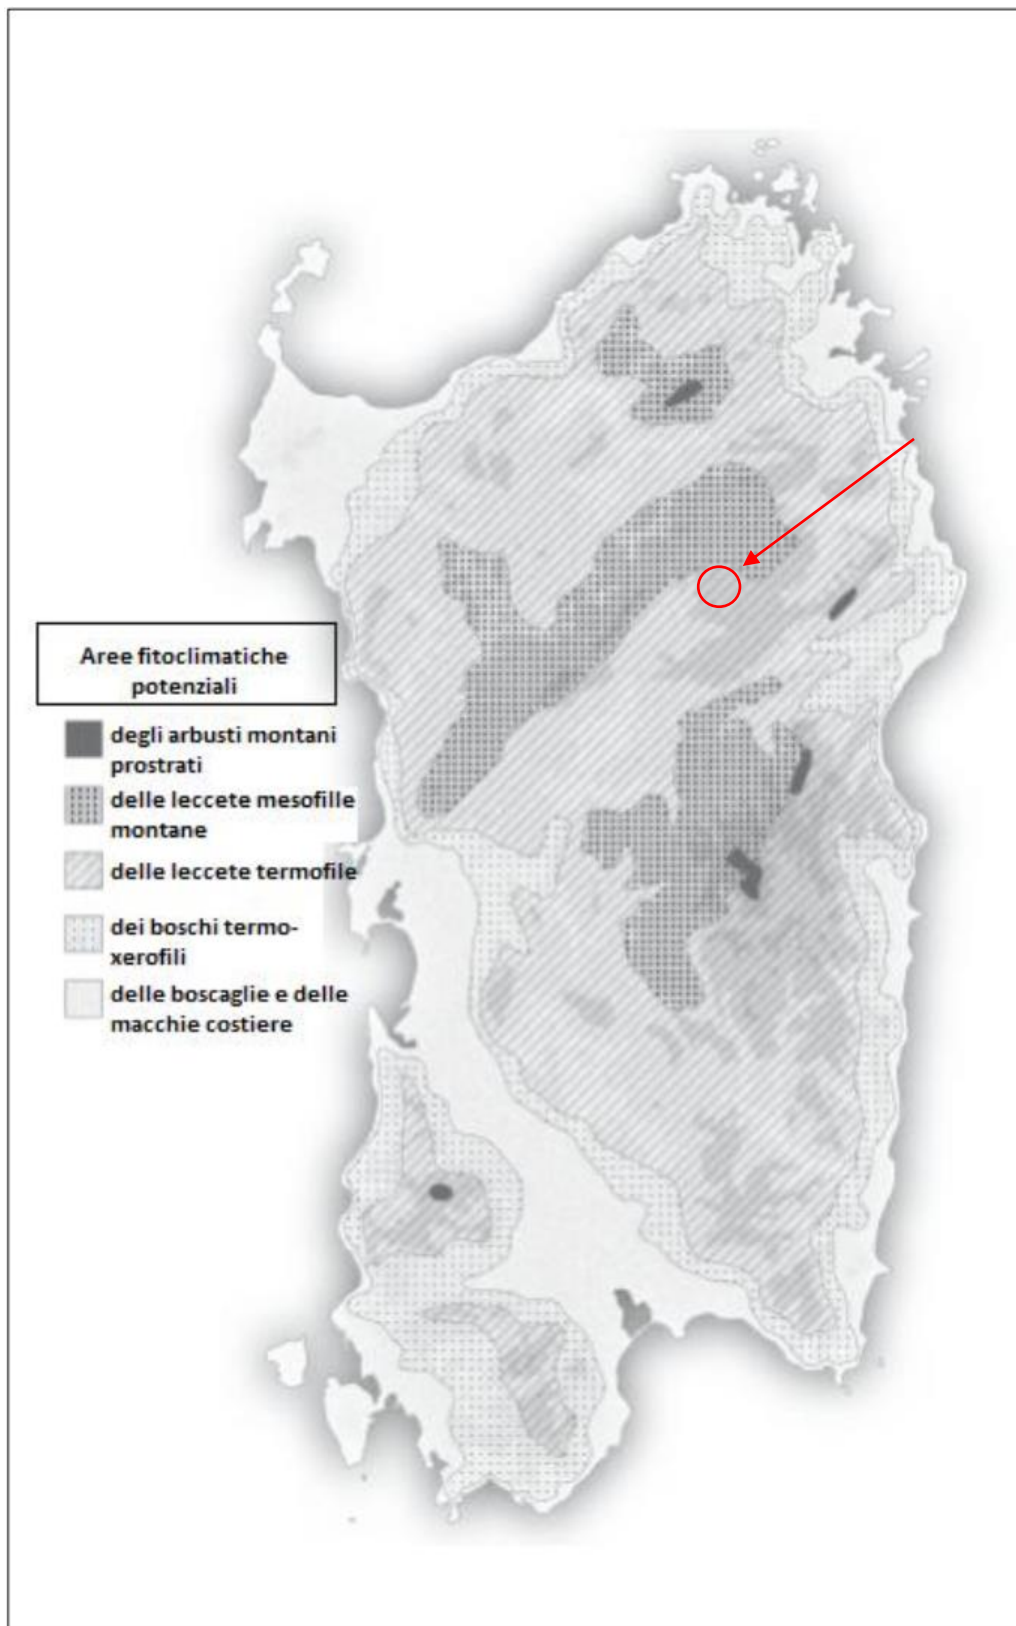 Aree fitoclimatiche
potenziali
degli arbusti montani
prostrati
delle leccete mesofille
montane
delle leccete termofile
dei boschi termo-
xerofili
delle boscaglie e delle
macchie costiere